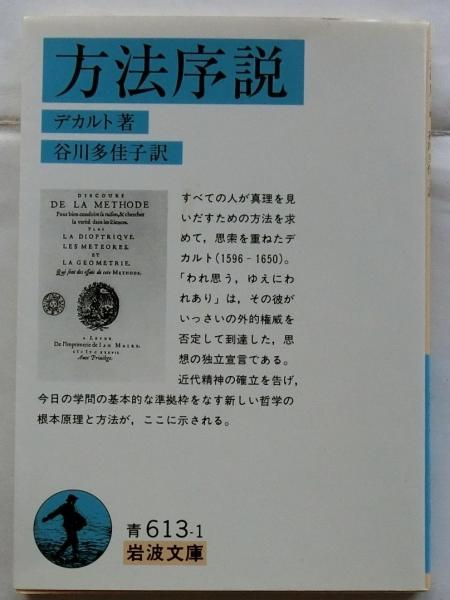 方法序説
デカルト著
谷川多佳子訳
DISCOURS
DE LA METHODE
Pour bien conduire sa raison, & chercher
la verité dans les sciences.
PLUS
LA DIOPTRIQVE.
LES METEORES.
ET
LA GEOMETRIE.
Qui sont des essais de cete METHODE.
A LEYDE
De l'Imprimerie de IAN MAIRE.
Avec Privilege.
すべての人が真理を見
いだすための方法を求
めて，思索を重ねたデ
カルト(1596‐1650)。
「われ思う，ゆえにわ
れあり」は，その彼が
いっさいの外的権威を
否定して到達した，思
想の独立宣言である。
近代精神の確立を告げ，
今日の学問の基本的な準拠枠をなす新しい哲学の
根本原理と方法が，ここに示される。
青613-1
岩波文庫